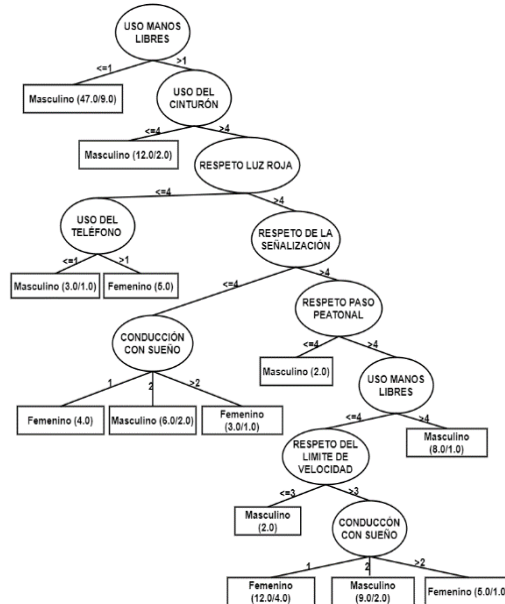 USO MANOS
LIBRES
<=1
>1
Masculino (47.0/9.0)
USO DEL
CINTURÓN
<=4
>4
Masculino (12.0/2.0)
RESPETO LUZ ROJA
<=4
>4
USO DEL
TELÉFONO
RESPETO DE LA
SEÑALIZACIÓN
<=1
>1
Masculino (3.0/1.0)
Femenino (5.0)
<=4
>4
RESPETO PASO
PEATONAL
CONDUCCIÓN
CON SUEÑO
<=4
>4
Masculino (2.0)
USO MANOS
LIBRES
1
2
>2
Femenino (4.0)
Masculino (6.0/2.0)
Femenino
(3.0/1.0)
<=4
>4
Masculino
(8.0/1.0)
RESPETO DEL
LIMITE DE
VELOCIDAD
<=3
>3
Masculino
(2.0)
CONDUCCÓN
CON SUEÑO
1
2
>2
Femenino
(12.0/4.0)
Masculino
(9.0/2.0)
Femenino (5.0/1.0)